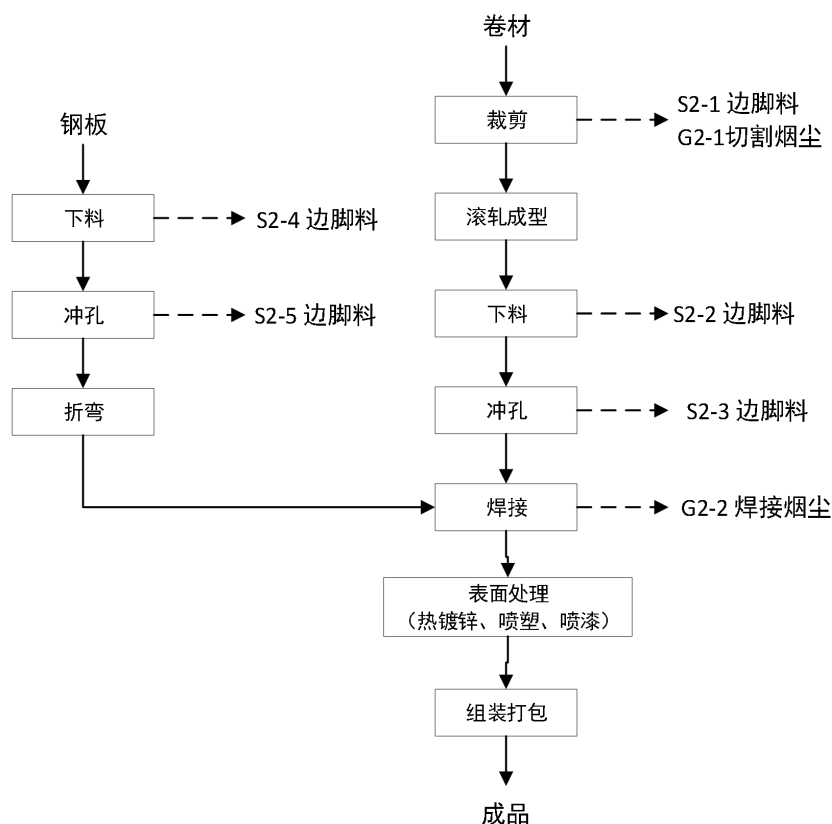 卷材
裁剪
S2-1 边脚料
G2-1切割烟尘
钢板
下料
S2-4 边脚料
滚轧成型
冲孔
S2-5 边脚料
下料
S2-2 边脚料
折弯
冲孔
S2-3 边脚料
焊接
G2-2 焊接烟尘
表面处理
（热镀锌、喷塑、喷漆）
组装打包
成品